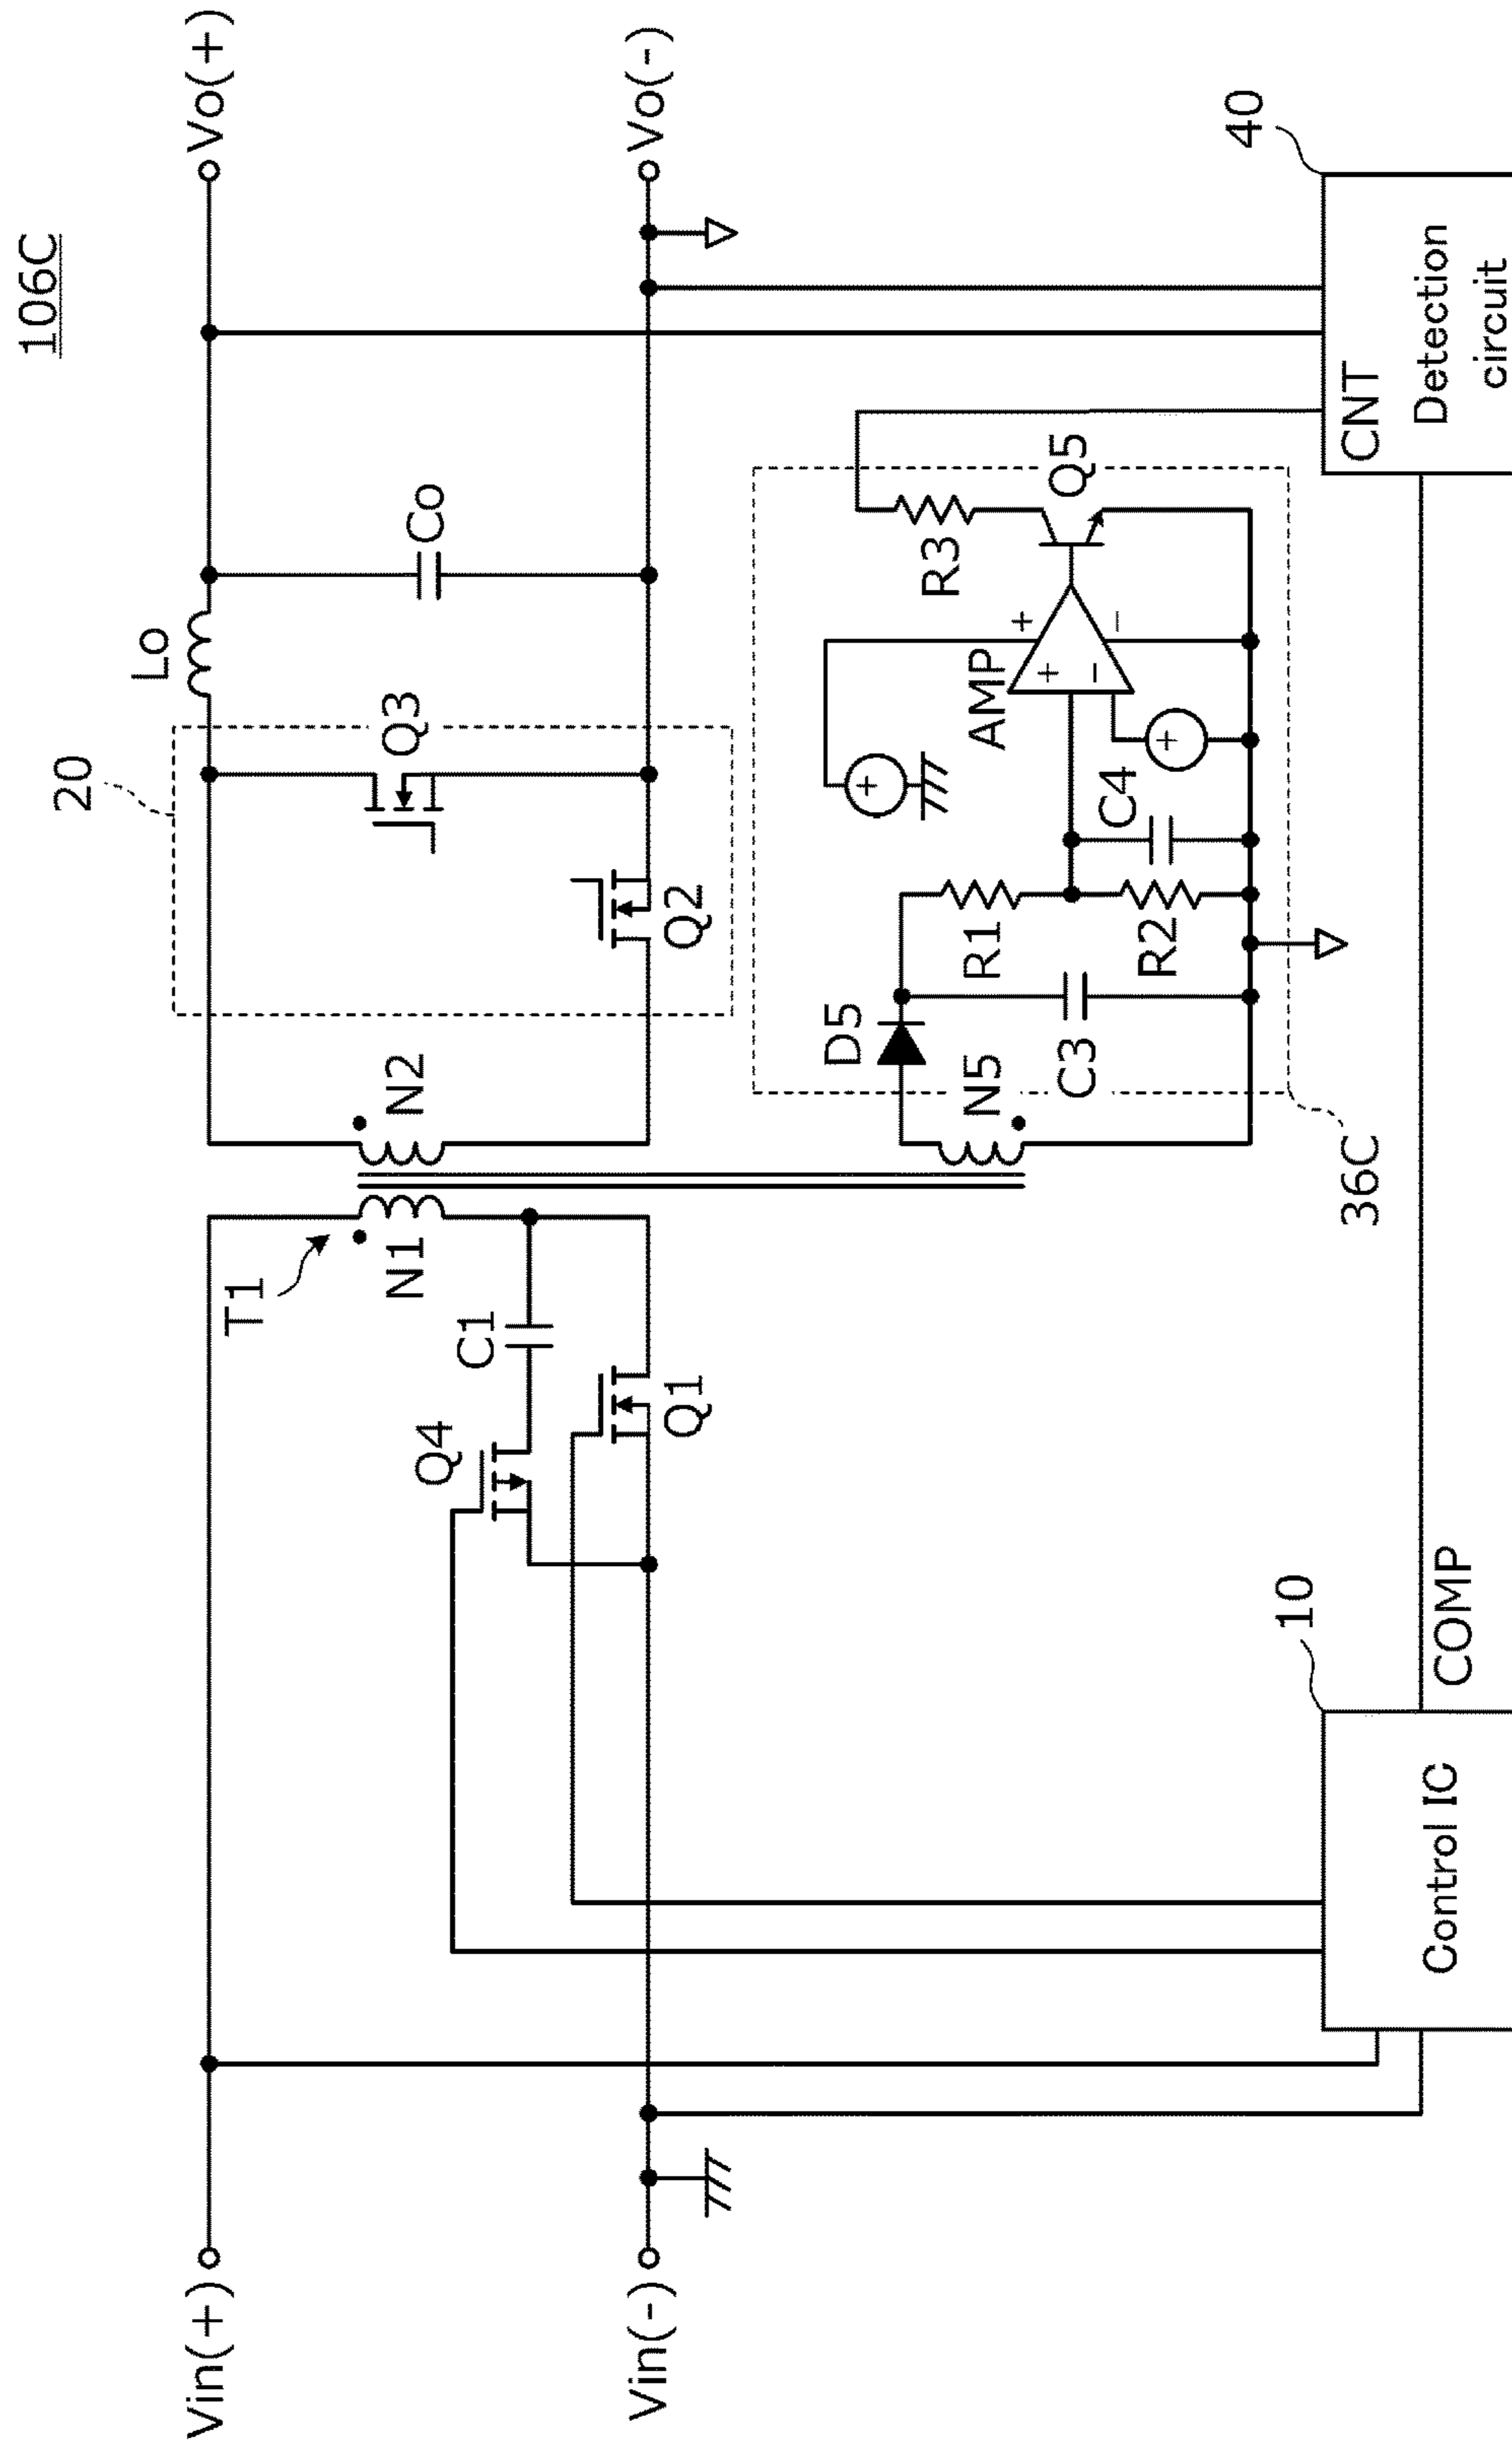 106C
Vin(+)
Vin(-)
Vo(+)
Vo(-)
T1
N1
N2
C1
Q4
Q1
20
Q3
Q2
Lo
Co
D5
N5
C3
R1
R2
C4
AMP
+
-
+
-
+
+
R3
Q5
36C
10
Control IC
COMP
40
CNT
Detection
circuit